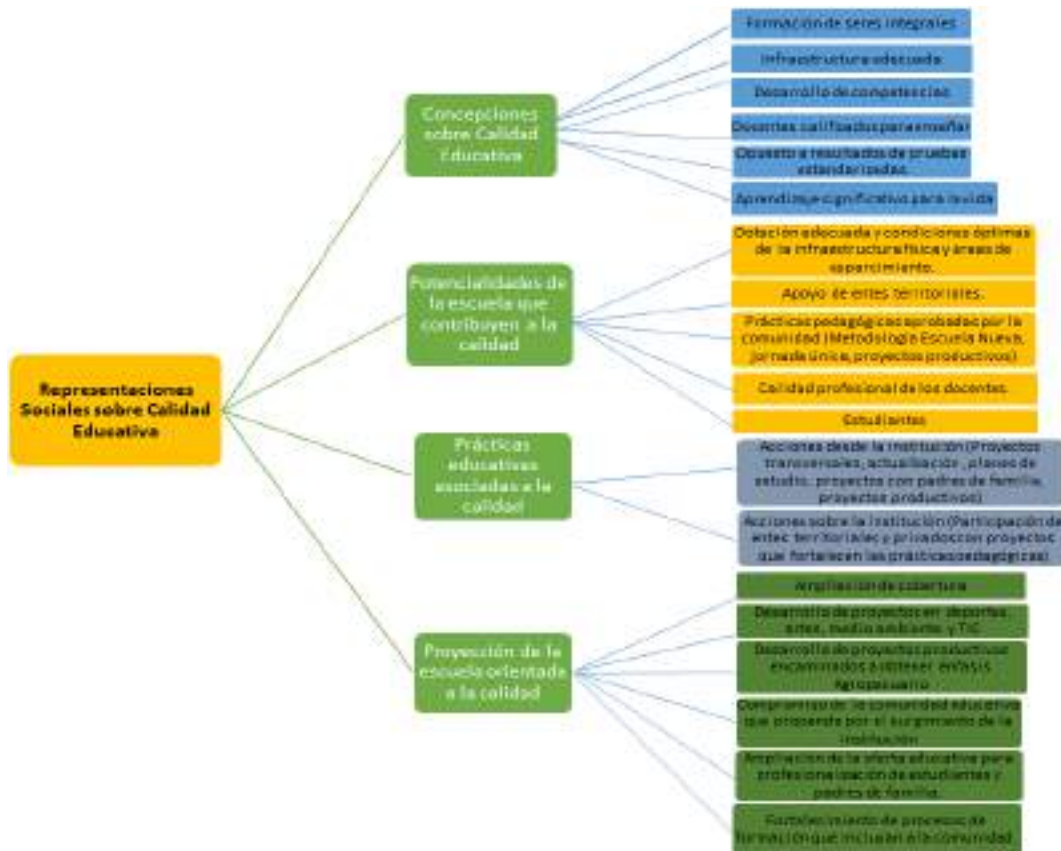 Representaciones
Sociales sobre Calidad
Educativa
Concepciones
sobre Calidad
Educativa
Formación de seres integrales
Infraestructura adecuada
Desarrollo de competencias
Docentes calificados para enseñar
Opuesto a resultados de pruebas
estandarizadas.
Aprendizaje significativo para la vida
Potencialidades de
la escuela que
contribuyen a la
calidad
Dotación adecuada y condiciones óptimas
de la infraestructura física y áreas de
esparcimiento.
Apoyo de entes territoriales.
Prácticas pedagógicas aprobadas por la
comunidad (Metodología Escuela Nueva,
jornada única, proyectos productivos)
Calidad profesional de los docentes.
Estudiantes
Prácticas
educativas
asociadas a la
calidad
Acciones desde la institución (Proyectos
transversales, actualización, planes de
estudio, proyectos con padres de familia,
proyectos productivos)
Acciones sobre la institución (Participación de
entes territoriales y privados con proyectos
que fortalecen las prácticas pedagógicas)
Proyección de la
escuela orientada
a la calidad
Ampliación de cobertura
Desarrollo de proyectos en deportes,
artes, medio ambiente y TIC
Desarrollo de proyectos productivos
encaminados a obtener énfasis
Agropecuario
Compromiso de la comunidad educativa
que propende por el surgimiento de la
institución
Ampliación de la oferta educativa para
profesionalización de estudiantes y
padres de familia.
Fortalecimiento de procesos de
formación que incluyan a la comunidad